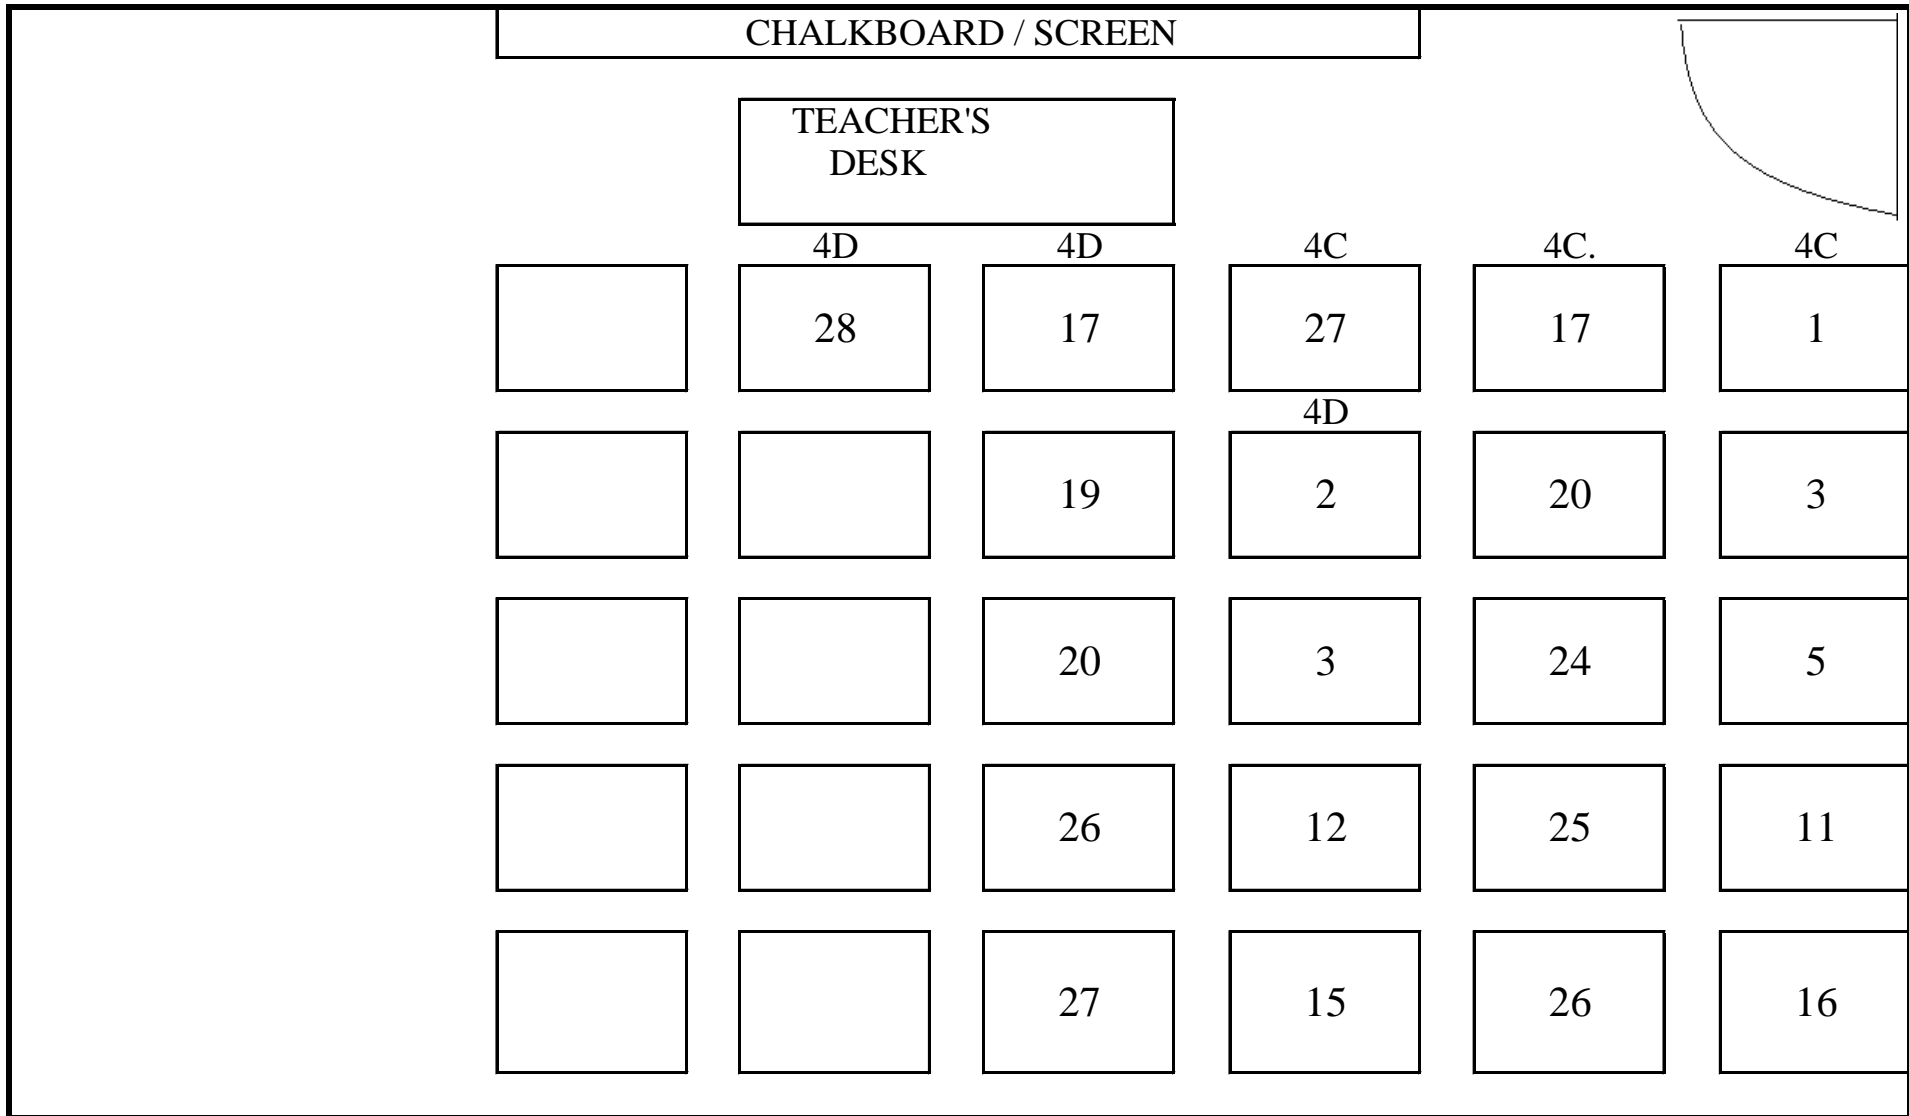 CHALKBOARD / SCREEN
TEACHER'S
DESK
4D 4D 4C 4C. 4C
28 17 27 17 1
4D
19 2 20 3
20 3 24 5
26 12 25 11
27 15 26 16